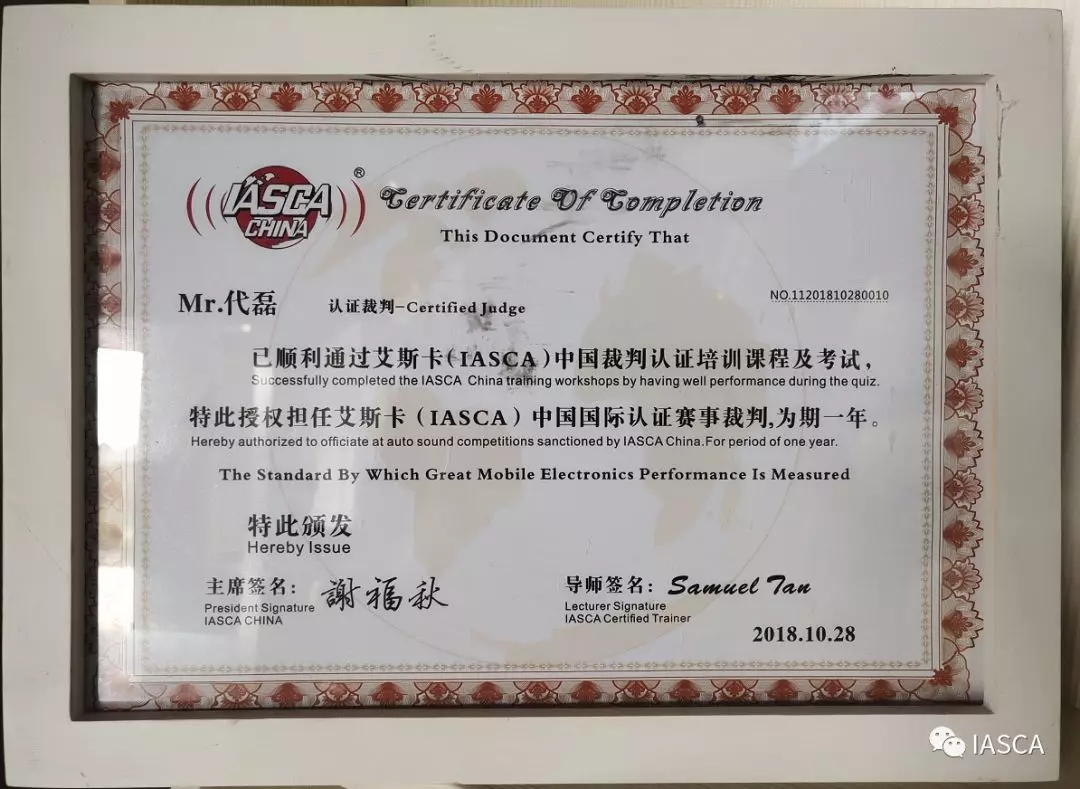 IASCA
CHINA
®
Certificate Of Completion
This Document Certify That
Mr.代磊 认证裁判-Certified Judge
NO.11201810280010
已顺利通过艾斯卡(IASCA)中国裁判认证培训课程及考试,
Successfully completed the IASCA China training workshops by having well performance during the quiz.
特此授权担任艾斯卡(IASCA)中国国际认证赛事裁判,为期一年。
Hereby authorized to officiate at auto sound competitions sanctioned by IASCA China.For period of one year.
The Standard By Which Great Mobile Electronics Performance Is Measured
特此颁发
Hereby Issue
主席签名: 謝福秋
President Signature
IASCA CHINA
导师签名: Samuel Tan
Lecturer Signature
IASCA Certified Trainer
2018.10.28
IASCA